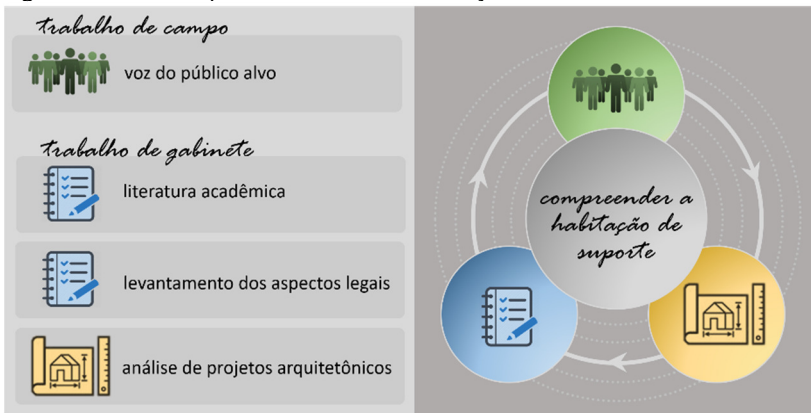 trabalho de campo
voz do público alvo
trabalho de gabinete
literatura acadêmica
levantamento dos aspectos legais
análise de projetos arquitetônicos
compreender a
habitação de
suporte